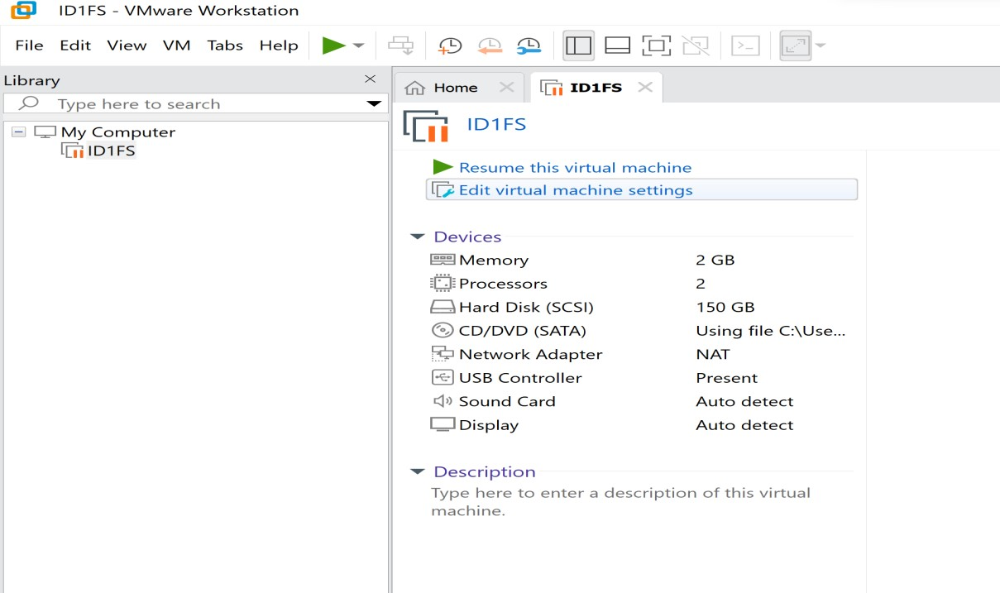 ID1FS - VMware Workstation
File Edit View VM Tabs Help
Library
Type here to search
My Computer
ID1FS
Home
ID1FS
ID1FS
Resume this virtual machine
Edit virtual machine settings
Devices
Memory 2 GB
Processors 2
Hard Disk (SCSI) 150 GB
CD/DVD (SATA) Using file C:\Use...
Network Adapter NAT
USB Controller Present
Sound Card Auto detect
Display Auto detect
Description
Type here to enter a description of this virtual
machine.